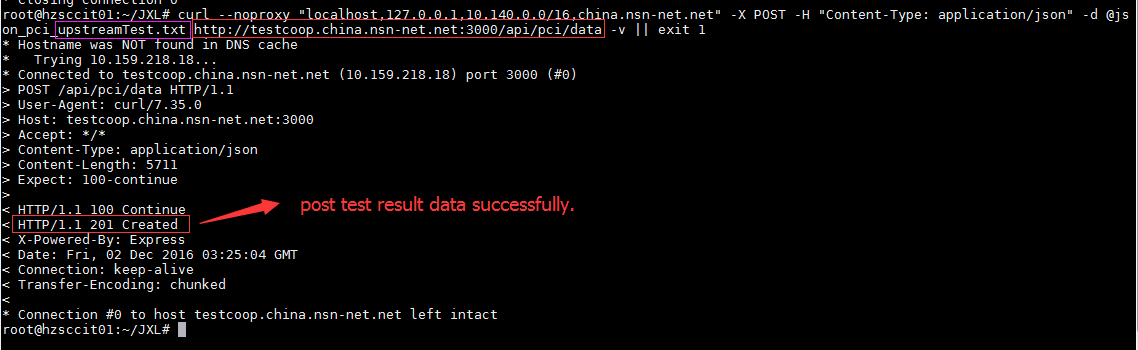 * Closing connection 0
root@hzsccit01:~/JXL# curl --noproxy "localhost,127.0.0.1,10.140.0.0/16,china.nsn-net.net" -X POST -H "Content-Type: application/json" -d @js
on_pci_upstreamTest.txt http://testcoop.china.nsn-net.net:3000/api/pci/data -v || exit 1
* Hostname was NOT found in DNS cache
*   Trying 10.159.218.18...
* Connected to testcoop.china.nsn-net.net (10.159.218.18) port 3000 (#0)
> POST /api/pci/data HTTP/1.1
> User-Agent: curl/7.35.0
> Host: testcoop.china.nsn-net.net:3000
> Accept: */*
> Content-Type: application/json
> Content-Length: 5711
> Expect: 100-continue
>
< HTTP/1.1 100 Continue
< HTTP/1.1 201 Created
post test result data successfully.
< X-Powered-By: Express
< Date: Fri, 02 Dec 2016 03:25:04 GMT
< Connection: keep-alive
< Transfer-Encoding: chunked
<
* Connection #0 to host testcoop.china.nsn-net.net left intact
root@hzsccit01:~/JXL#